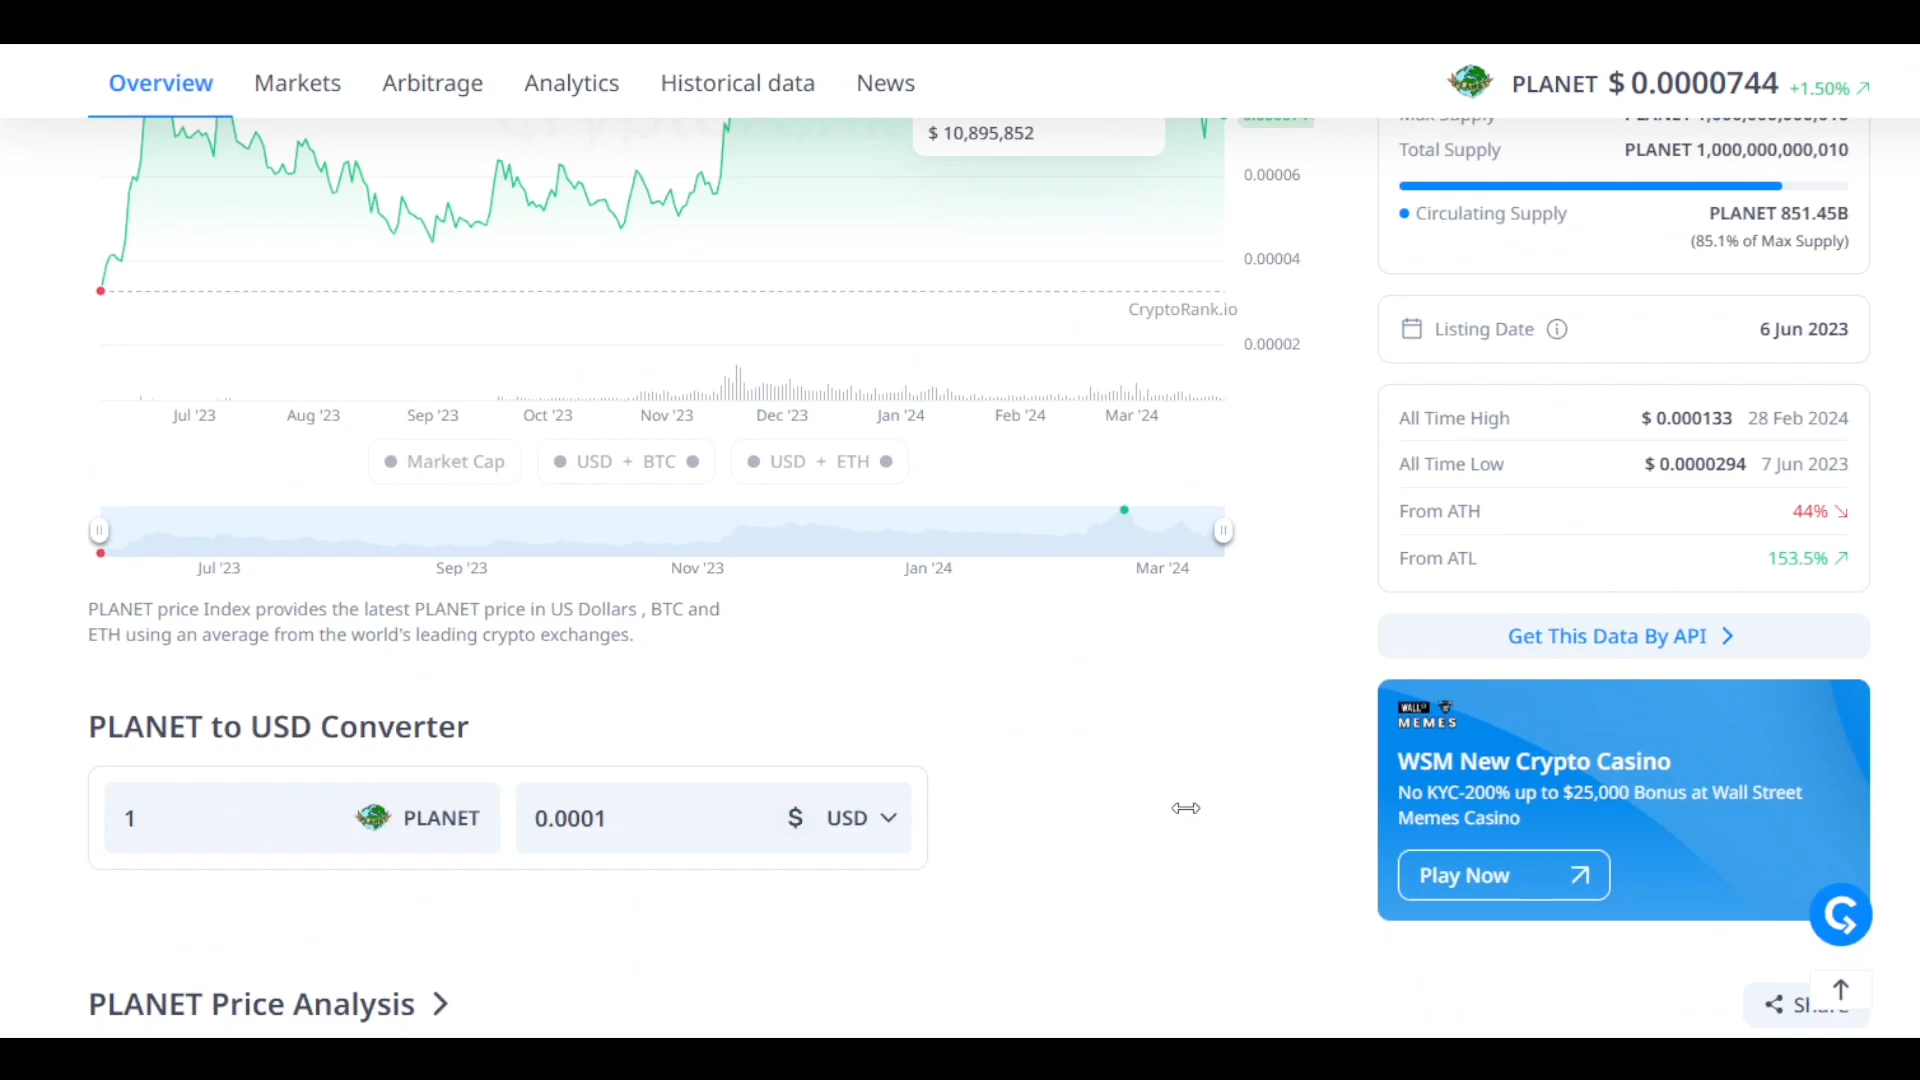 Overview Markets Arbitrage Analytics Historical data News
PLANET $ 0.0000744 +1.50%
$ 10,895,852
0.00006
0.00004
CryptoRank.io
0.00002
Jul '23 Aug '23 Sep '23 Oct '23 Nov '23 Dec '23 Jan '24 Feb '24 Mar '24
Market Cap USD + BTC USD + ETH
Jul '23 Sep '23 Nov '23 Jan '24 Mar '24
PLANET price Index provides the latest PLANET price in US Dollars , BTC and
ETH using an average from the world's leading crypto exchanges.
PLANET to USD Converter
1 PLANET 0.0001 $ USD
PLANET Price Analysis
Max Supply
Total Supply PLANET 1,000,000,000,010
Circulating Supply PLANET 851.45B
(85.1% of Max Supply)
Listing Date 6 Jun 2023
All Time High $ 0.000133 28 Feb 2024
All Time Low $ 0.0000294 7 Jun 2023
From ATH 44%
From ATL 153.5%
Get This Data By API
WALL ST
MEMES
WSM New Crypto Casino
No KYC-200% up to $25,000 Bonus at Wall Street
Memes Casino
Play Now